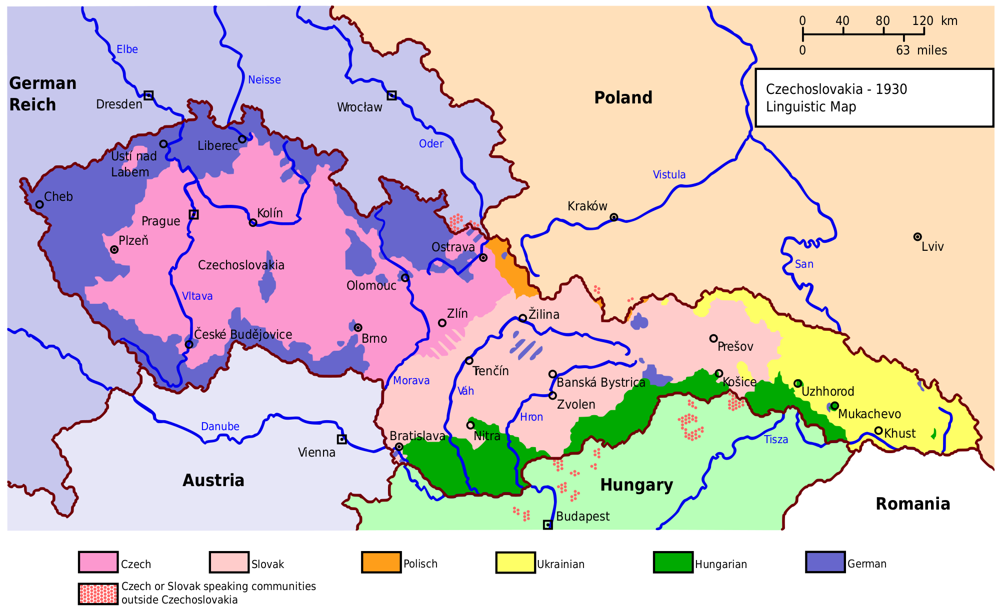 0 40 80 120 km
0 63 miles
Czechoslovakia - 1930
Linguistic Map
German
Reich
Elbe
Neisse
Dresden
Wrocław
Poland
Oder
Liberec
Ustí nad
Labem
Vistula
Cheb
Kraków
Kolín
Prague
Plzeň
Ostrava
Lviv
Czechoslovakia
San
Olomouc
Vltava
Zlín
Žilina
České Budějovice
Brno
Prešov
Trenčín
Morava
Banská Bystrica
Košice
Váh
Uzhhorod
Zvolen
Hron
Mukachevo
Danube
Bratislava
Nitra
Khust
Tisza
Vienna
Austria
Hungary
Romania
Budapest
Czech
Slovak
Polisch
Ukrainian
Hungarian
German
Czech or Slovak speaking communities
outside Czechoslovakia